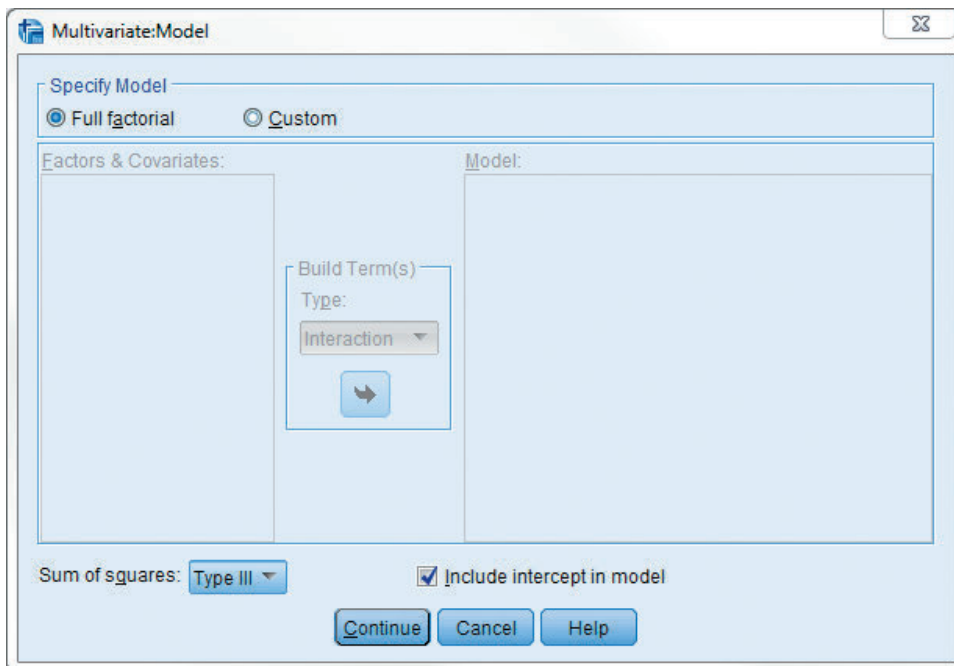 Multivariate:Model
Specify Model
Full factorial Custom
Factors & Covariates: Model:
Build Term(s)
Type:
Interaction
Sum of squares: Type III Include intercept in model
Continue Cancel Help